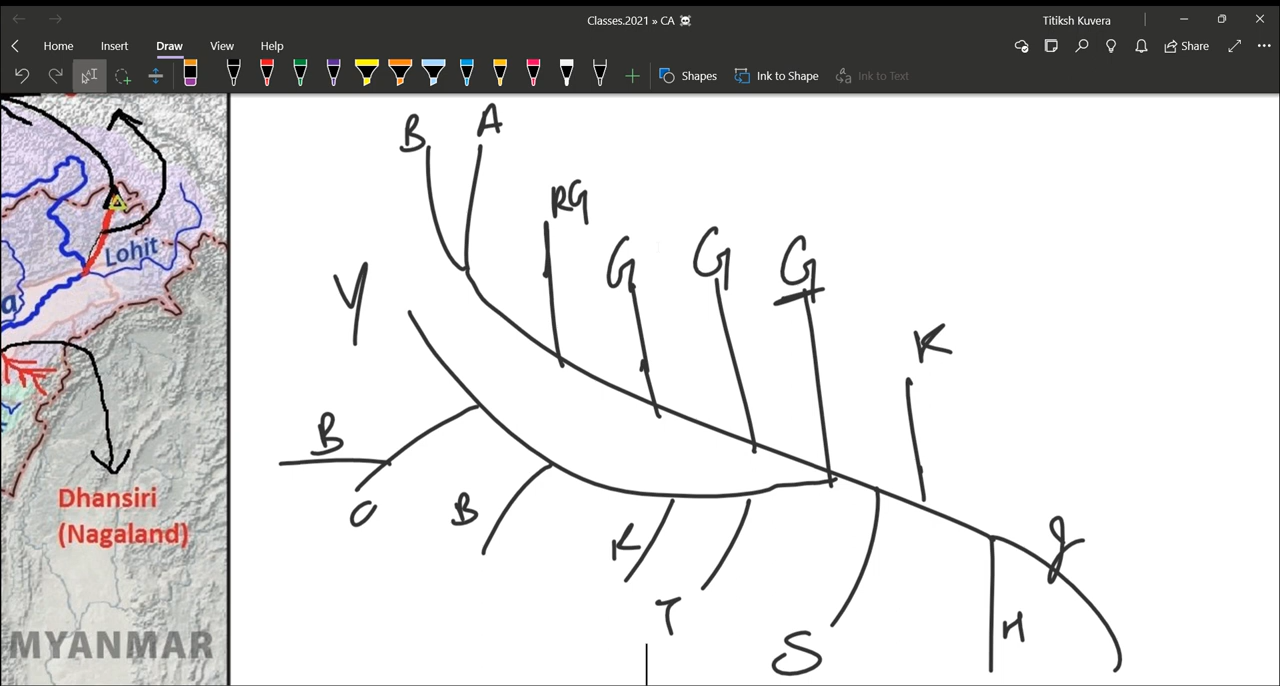 Classes.2021 » CA ☠
Titiksh Kuvera
Home Insert Draw View Help
Share
Shapes Ink to Shape Ink to Text
B A
RG
G G G
Lohit
a
Y
K
B
O
B
K
T
S
H
J
Dhansiri
(Nagaland)
MYANMAR